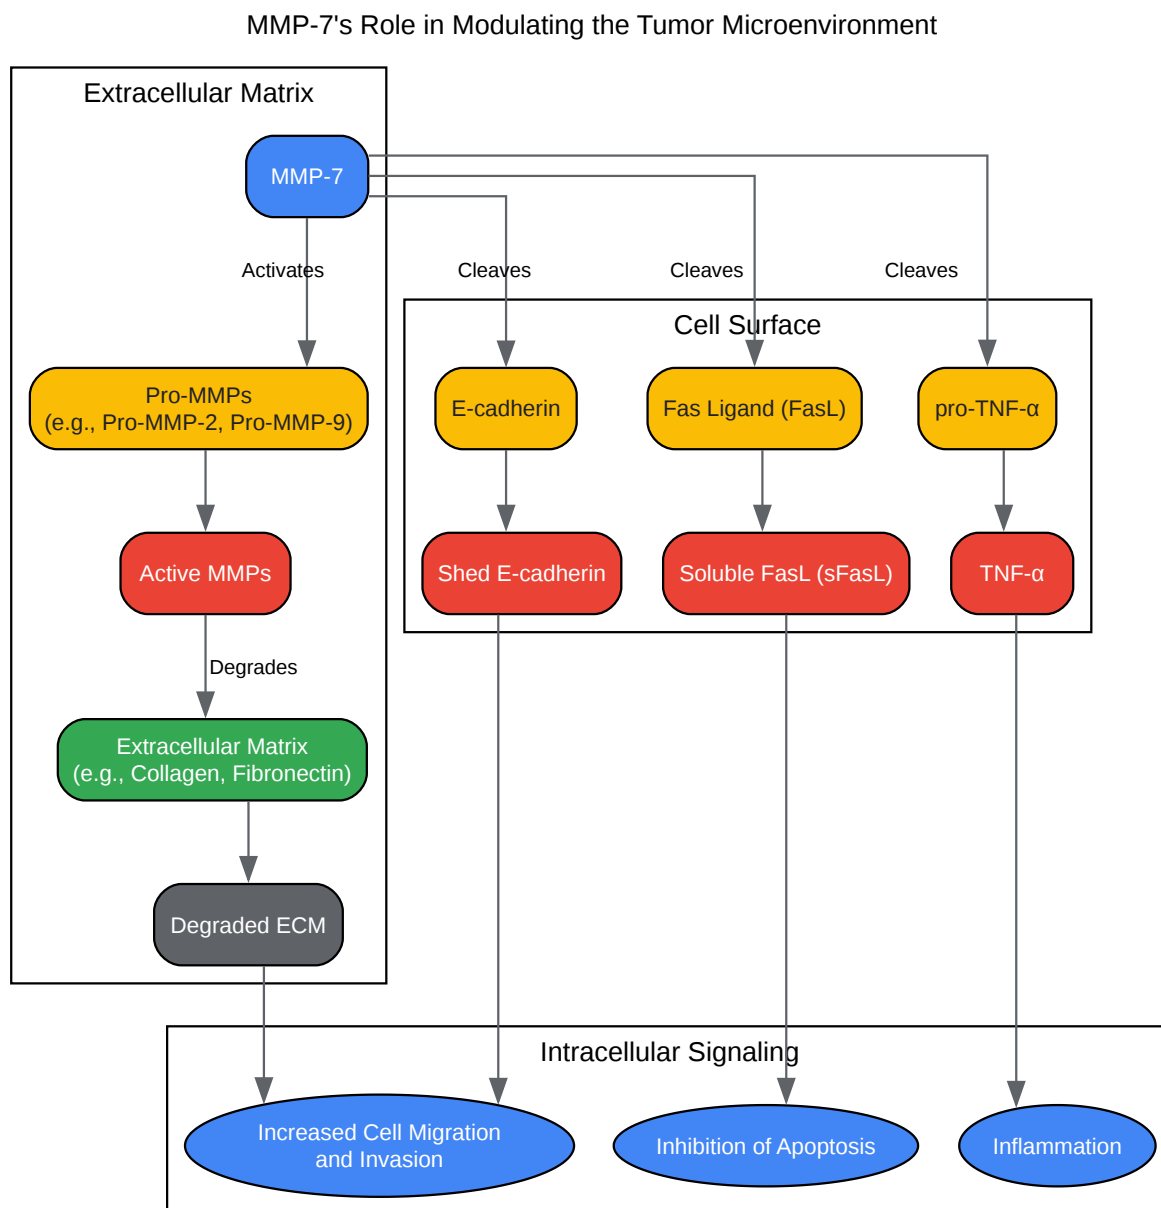 MMP-7's Role in Modulating the Tumor Microenvironment
Extracellular Matrix
MMP-7
Activates
Cleaves
Cleaves
Cleaves
Cell Surface
Pro-MMPs
(e.g., Pro-MMP-2, Pro-MMP-9)
E-cadherin
Fas Ligand (FasL)
pro-TNF-α
Active MMPs
Shed E-cadherin
Soluble FasL (sFasL)
TNF-α
Degrades
Extracellular Matrix
(e.g., Collagen, Fibronectin)
Degraded ECM
Intracellular Signaling
Increased Cell Migration
and Invasion
Inhibition of Apoptosis
Inflammation